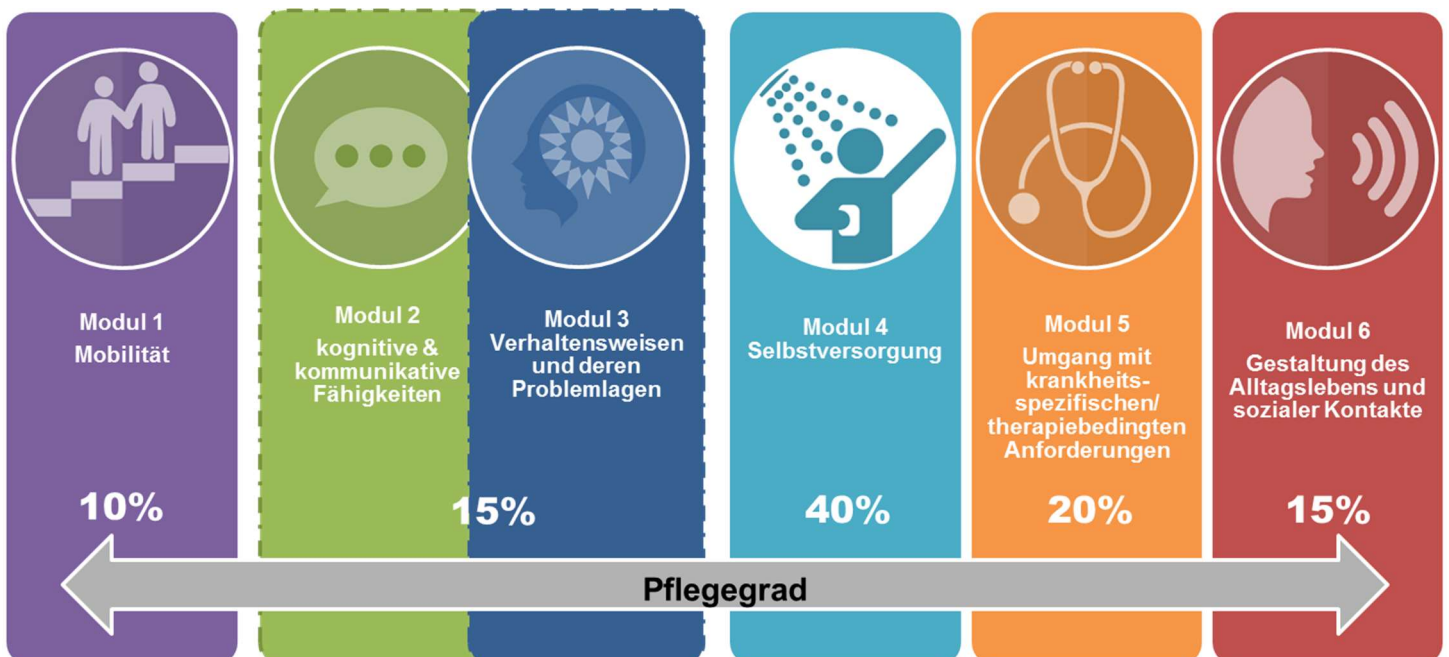 Modul 1
Mobilität
Modul 2
kognitive &
kommunikative
Fähigkeiten
Modul 3
Verhaltensweisen
und deren
Problemlagen
Modul 4
Selbstversorgung
Modul 5
Umgang mit
krankheits-
spezifischen/
therapiebedingten
Anforderungen
Modul 6
Gestaltung des
Alltagslebens und
sozialer Kontakte
10%
15%
40%
20%
15%
Pflegegrad